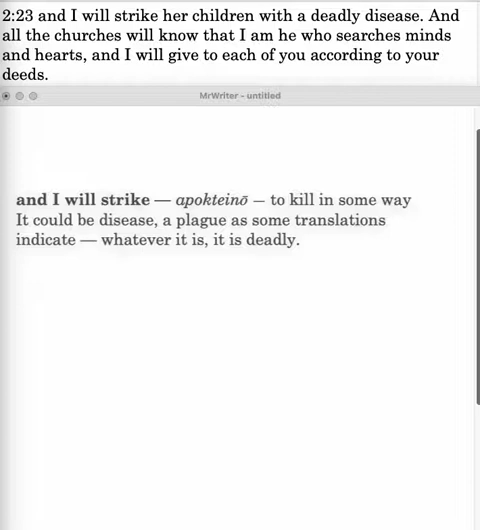 2:23 and I will strike her children with a deadly disease. And
all the churches will know that I am he who searches minds
and hearts, and I will give to each of you according to your
deeds.
MrWriter - untitled
and I will strike — apokteinō — to kill in some way
It could be disease, a plague as some translations
indicate — whatever it is, it is deadly.